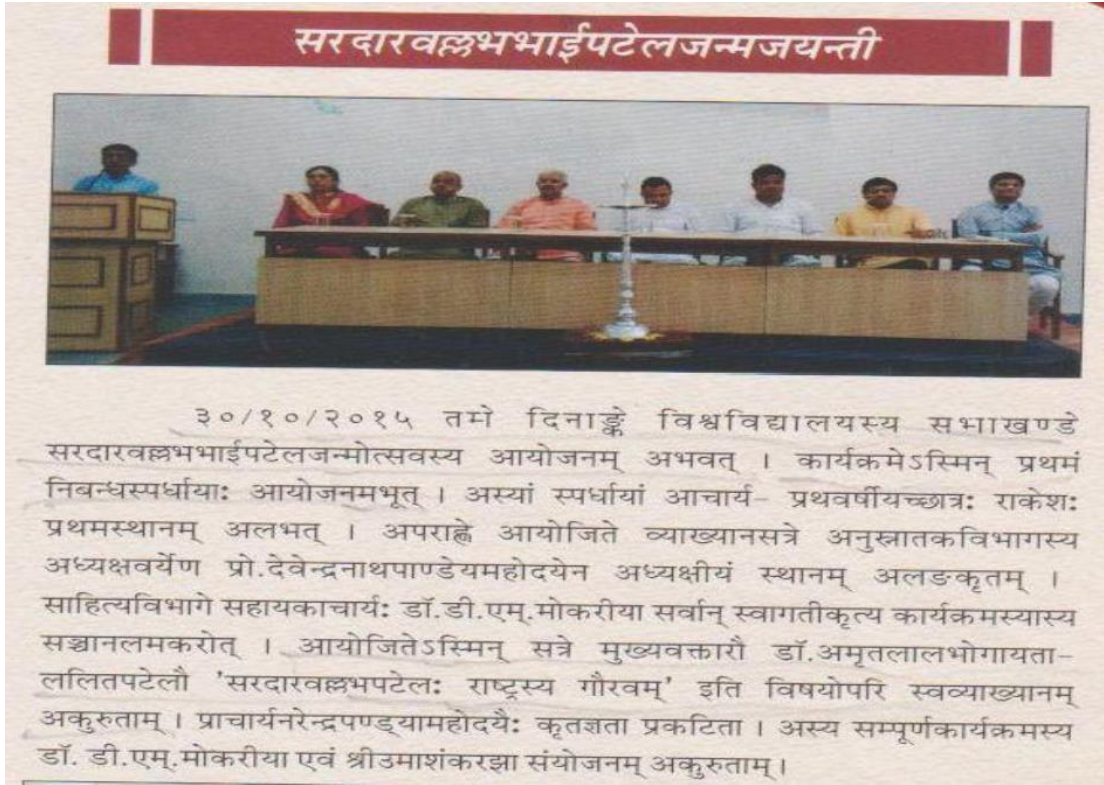 सरदारवल्लभभाईपटेलजन्मजयन्ती
३०/१०/२०१५ तमे दिनाङ्के विश्वविद्यालयस्य सभाखण्डे
सरदारवल्लभभाईपटेलजन्मोत्सवस्य आयोजनम् अभवत् । कार्यक्रमेऽस्मिन् प्रथमं
निबन्धस्पर्धायाः आयोजनमभूत् । अस्यां स्पर्धायां आचार्य- प्रथवर्षीयच्छात्रः राकेशः
प्रथमस्थानम् अलभत् । अपराह्णे आयोजिते व्याख्यानसत्रे अनुस्नातकविभागस्य
अध्यक्षवर्येण प्रो.देवेन्द्रनाथपाण्डेयमहोदयेन अध्यक्षीयं स्थानम् अलङकृतम् ।
साहित्यविभागे सहायकाचार्यः डॉ.डी.एम्.मोकरीया सर्वान् स्वागतीकृत्य कार्यक्रमस्यास्य
सञ्चानलमकरोत् । आयोजितेऽस्मिन् सत्रे मुख्यवक्तारौ डॉ.अमृतलालभोगायता-
ललितपटेलौ 'सरदारवल्लभपटेलः राष्ट्रस्य गौरवम्' इति विषयोपरि स्वव्याख्यानम्
अकुरुताम् । प्राचार्यनरेन्द्रपण्ड्यामहोदयैः कृतज्ञता प्रकटिता । अस्य सम्पूर्णकार्यक्रमस्य
डॉ. डी.एम्.मोकरीया एवं श्रीउमाशंकरझा संयोजनम् अकुरुताम् ।